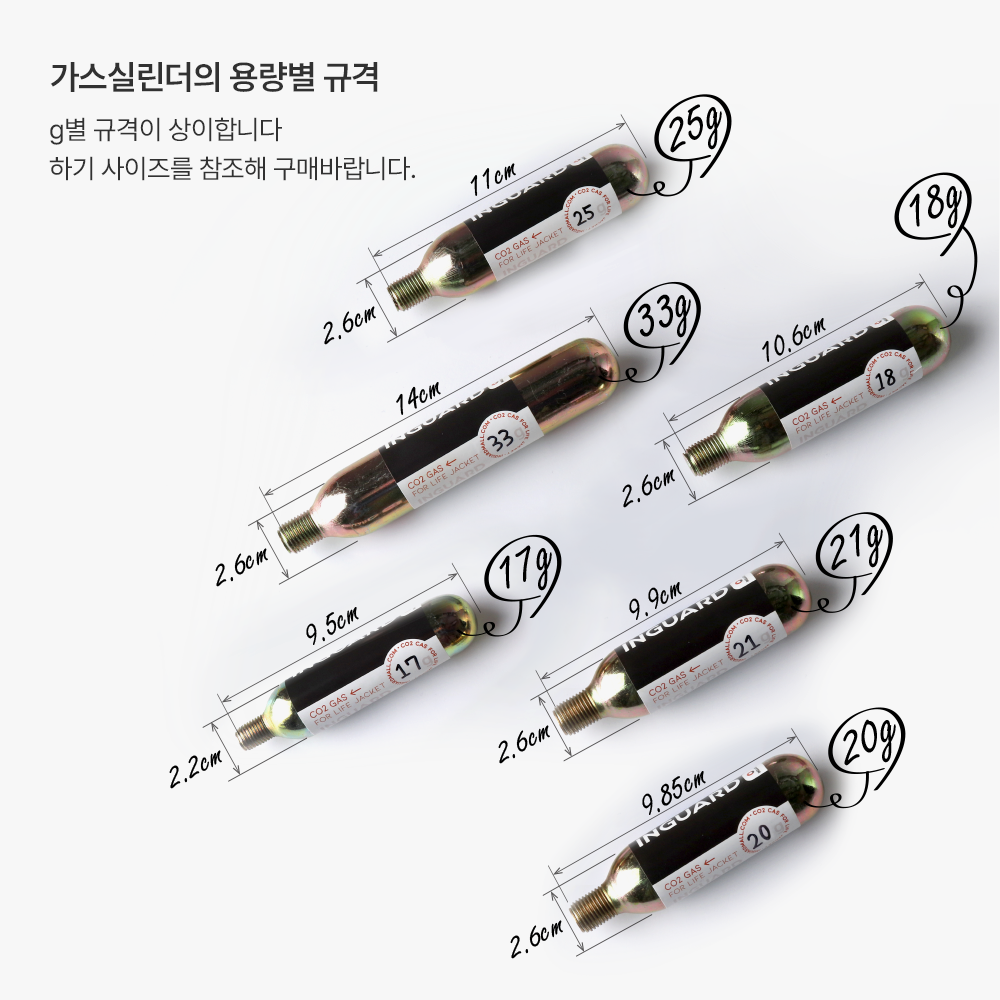 가스실린더의 용량별 규격
g별 규격이 상이합니다
하기 사이즈를 참조해 구매바랍니다.
25g
11cm
INGUARD
25
CO2 GAS ←
FOR LIFE JACKET
2.6cm
18g
10.6cm
INGUARD
18
CO2 GAS ←
FOR LIFE JACKET
2.6cm
33g
14cm
INGUARD
33
CO2 GAS ←
FOR LIFE JACKET
2.6cm
17g
9.5cm
17
CO2 GAS ←
FOR LIFE JACKET
2.2cm
21g
9.9cm
INGUARD
21
CO2 GAS ←
FOR LIFE JACKET
2.6cm
20g
9.85cm
INGUARD
20
CO2 GAS ←
FOR LIFE JACKET
2.6cm